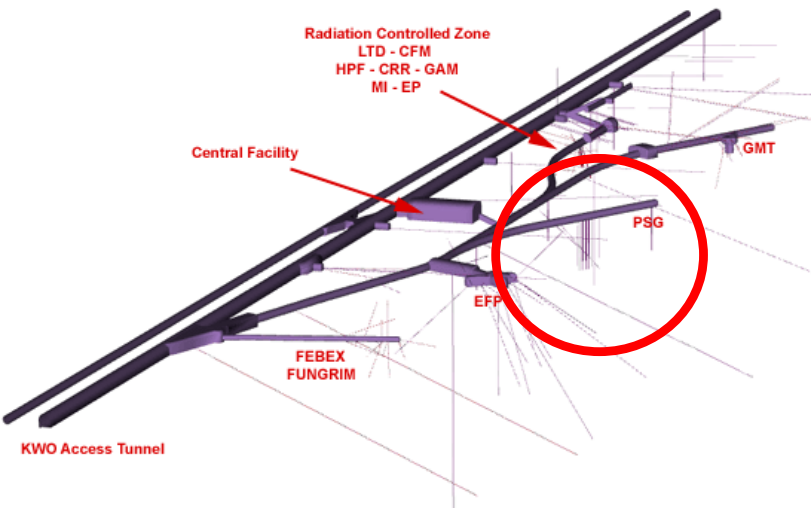 Radiation Controlled Zone
LTD - CFM
HPF - CRR - GAM
MI - EP
Central Facility
GMT
PSG
EFP
FEBEX
FUNGRIM
KWO Access Tunnel